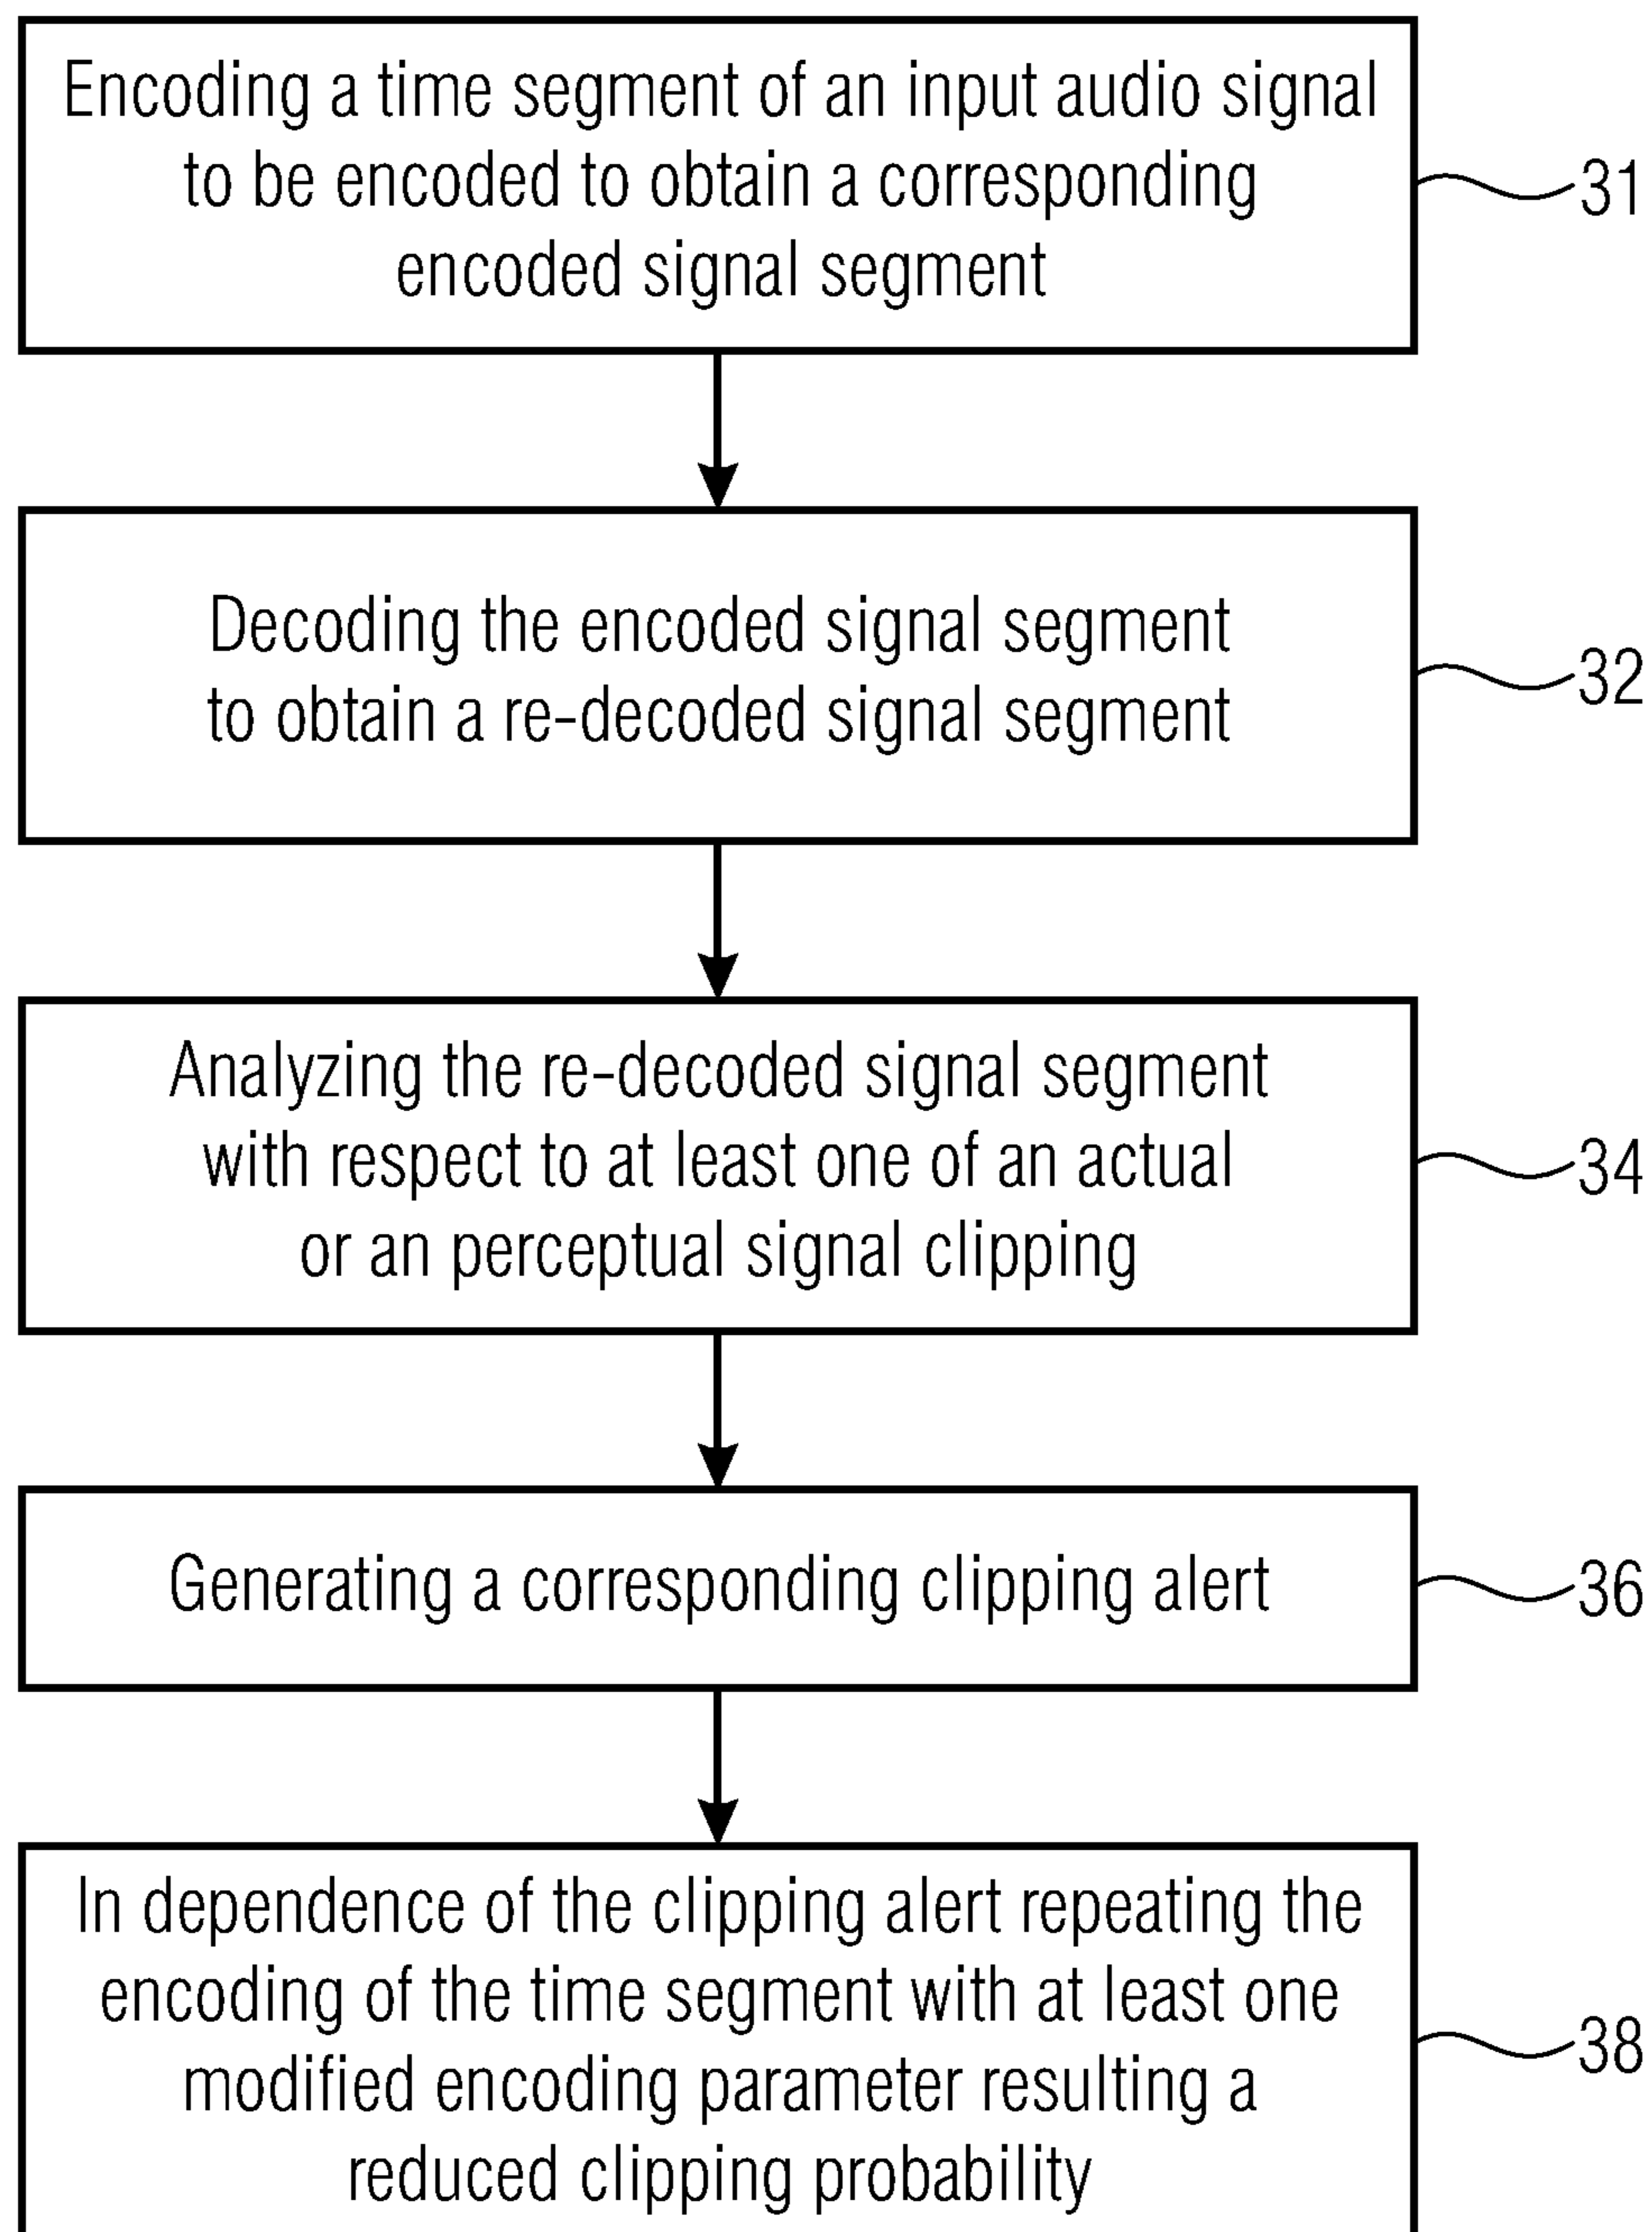 Encoding a time segment of an input audio signal
to be encoded to obtain a corresponding
encoded signal segment
31
Decoding the encoded signal segment
to obtain a re-decoded signal segment
32
Analyzing the re-decoded signal segment
with respect to at least one of an actual
or an perceptual signal clipping
34
Generating a corresponding clipping alert
36
In dependence of the clipping alert repeating the
encoding of the time segment with at least one
modified encoding parameter resulting a
reduced clipping probability
38